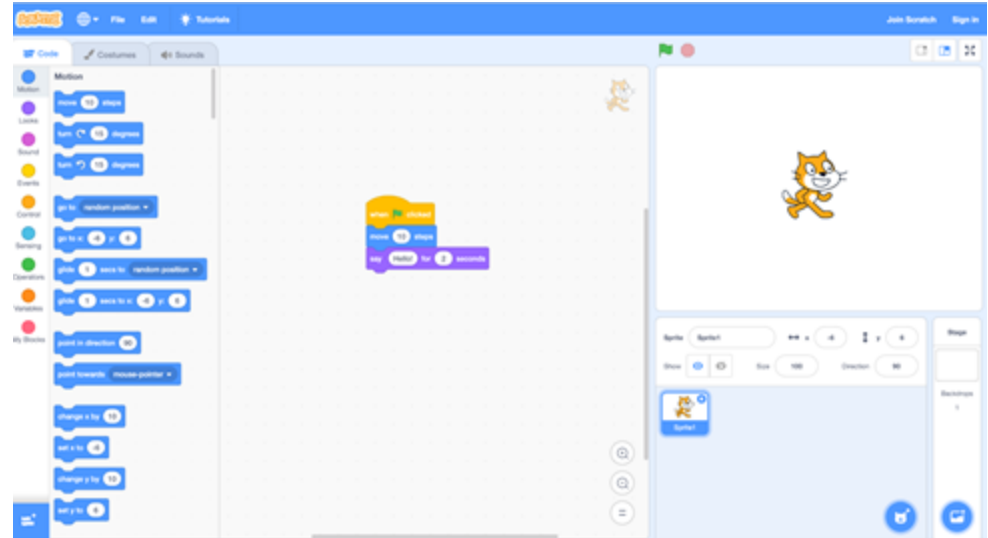 SCRATCH File Edit Tutorials Join Scratch Sign in
Code Costumes Sounds
Motion
Looks
Sound
Events
Control
Sensing
Operators
Variables
My Blocks
Motion
move 10 steps
turn 15 degrees
turn 15 degrees
go to random position
go to x: -6 y: 6
glide 1 secs to random position
glide 1 secs to x: -6 y: 6
point in direction 90
point towards mouse-pointer
change x by 10
set x to -6
change y by 10
set y to 6
when clicked
move 10 steps
say Hello! for 2 seconds
Sprite Sprite1 x -6 y 6
Show Size 100 Direction 90
Sprite1
Stage
Backdrops
1